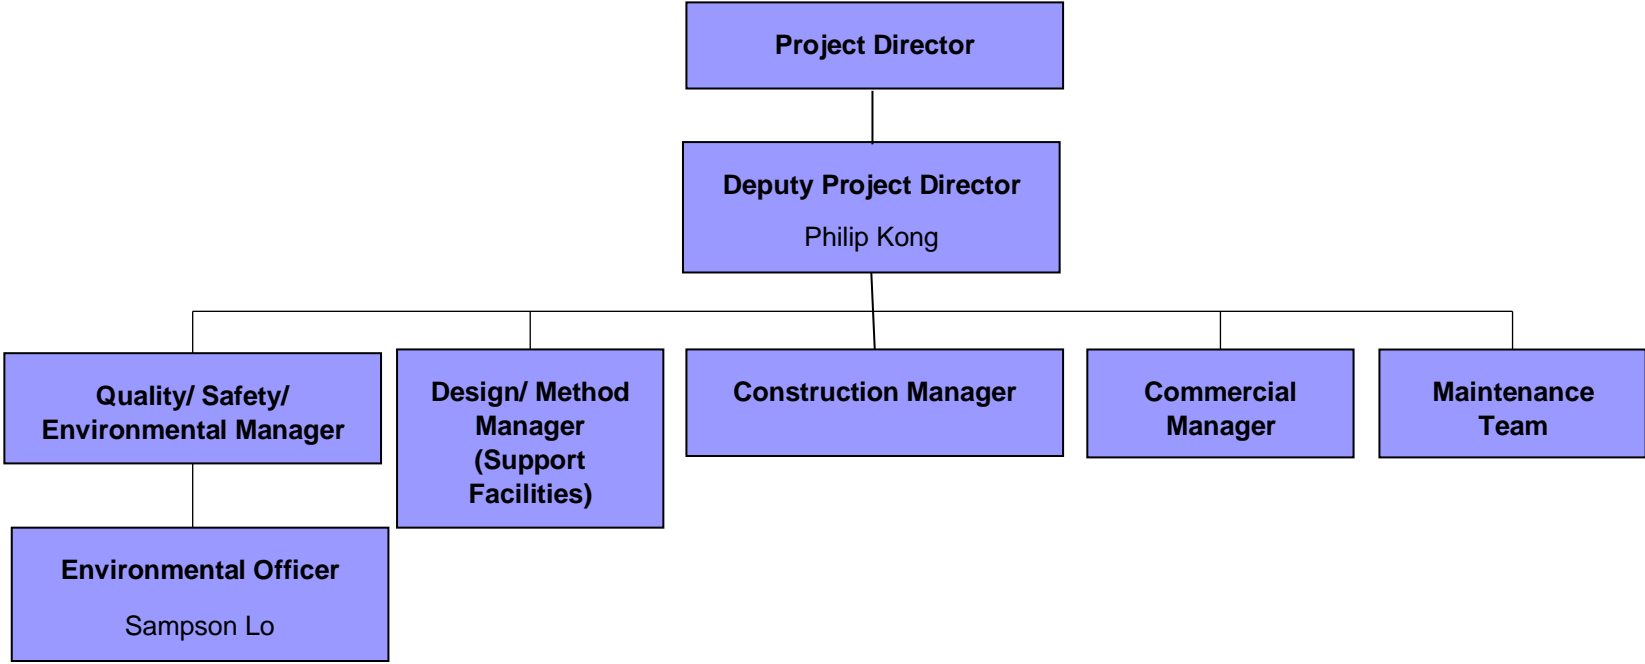 Project Director
Deputy Project Director
Philip Kong
Quality/ Safety/
Environmental Manager
Design/ Method
Manager
(Support
Facilities)
Construction Manager
Commercial
Manager
Maintenance
Team
Environmental Officer
Sampson Lo